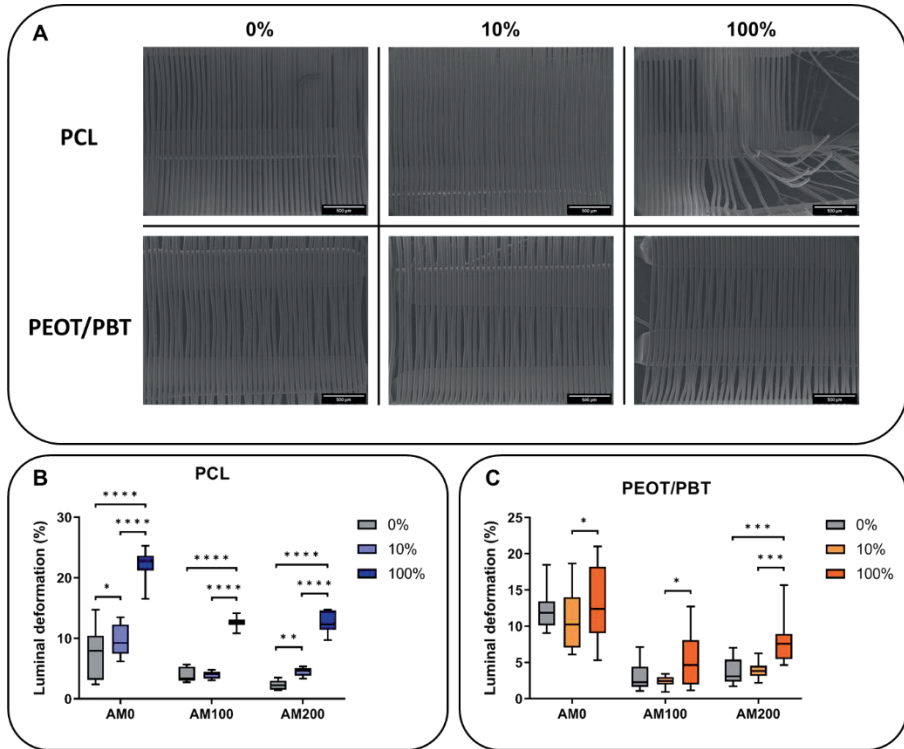 A
0%
10%
100%
PCL
500 µm
500 µm
500 µm
PEOT/PBT
500 µm
500 µm
500 µm
B
PCL
Luminal deformation (%)
30
20
10
0
****
****
*
****
****
****
****
**
AM0
AM100
AM200
0%
10%
100%
C
PEOT/PBT
Luminal deformation (%)
25
20
15
10
5
0
*
*
***
***
AM0
AM100
AM200
0%
10%
100%